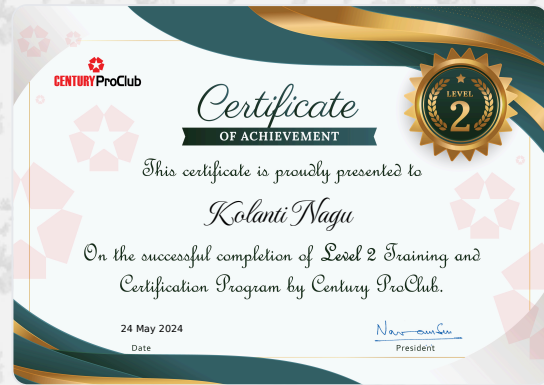 CENTURY ProClub
LEVEL
2
Certificate
OF ACHIEVEMENT
This certificate is proudly presented to
Kolanti Nagu
On the successful completion of Level 2 Training and
Certification Program by Century ProClub.
24 May 2024
Date
President